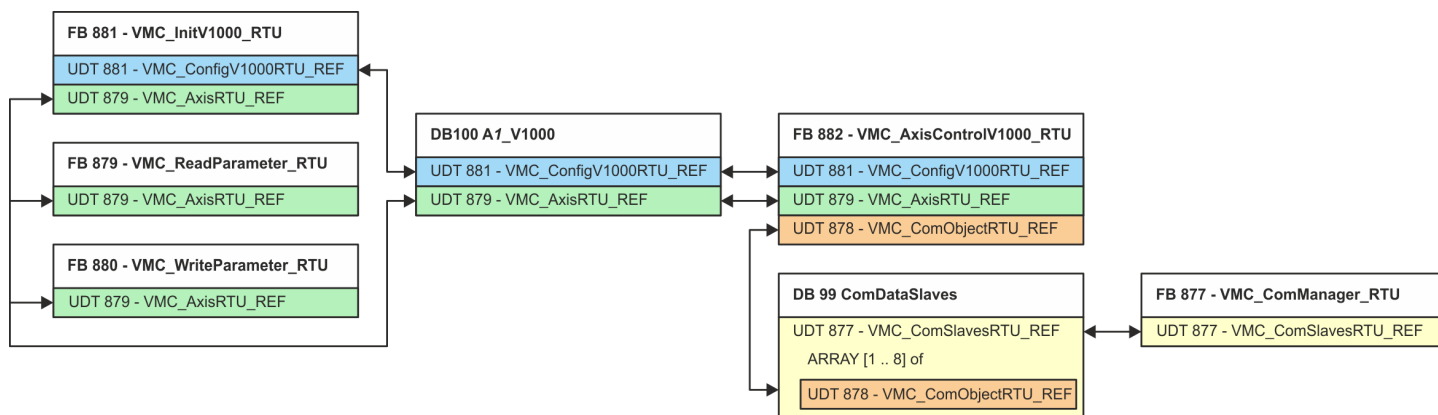 FB 881 - VMC_InitV1000_RTU
UDT 881 - VMC_ConfigV1000RTU_REF
UDT 879 - VMC_AxisRTU_REF
FB 879 - VMC_ReadParameter_RTU
UDT 879 - VMC_AxisRTU_REF
FB 880 - VMC_WriteParameter_RTU
UDT 879 - VMC_AxisRTU_REF
DB100 A1_V1000
UDT 881 - VMC_ConfigV1000RTU_REF
UDT 879 - VMC_AxisRTU_REF
FB 882 - VMC_AxisControlV1000_RTU
UDT 881 - VMC_ConfigV1000RTU_REF
UDT 879 - VMC_AxisRTU_REF
UDT 878 - VMC_ComObjectRTU_REF
DB 99 ComDataSlaves
UDT 877 - VMC_ComSlavesRTU_REF
ARRAY [1 .. 8] of
UDT 878 - VMC_ComObjectRTU_REF
FB 877 - VMC_ComManager_RTU
UDT 877 - VMC_ComSlavesRTU_REF